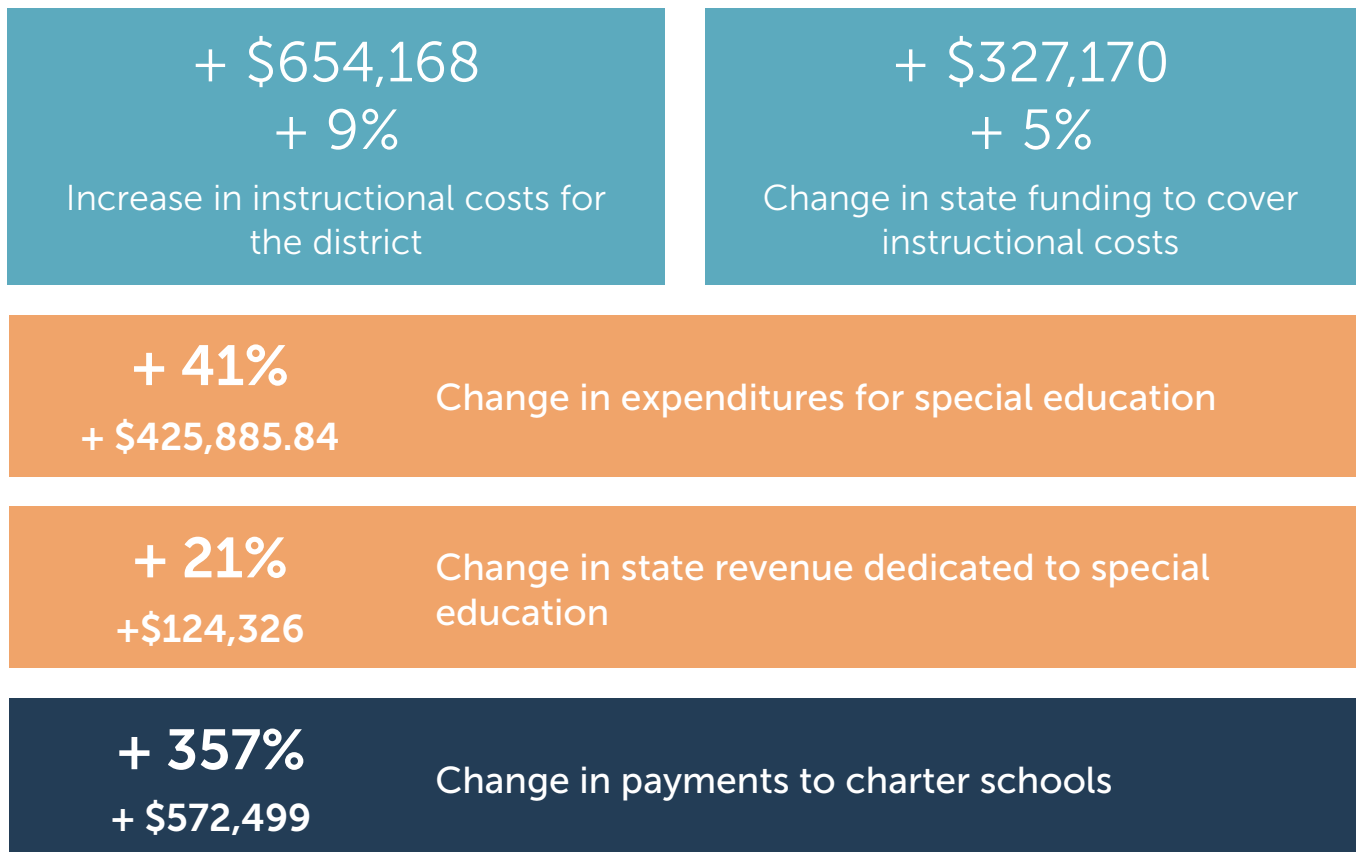 + $654,168
+ 9%
Increase in instructional costs for
the district
+ $327,170
+ 5%
Change in state funding to cover
instructional costs
+ 41%
+ $425,885.84
Change in expenditures for special education
+ 21%
+$124,326
Change in state revenue dedicated to special
education
+ 357%
+ $572,499
Change in payments to charter schools